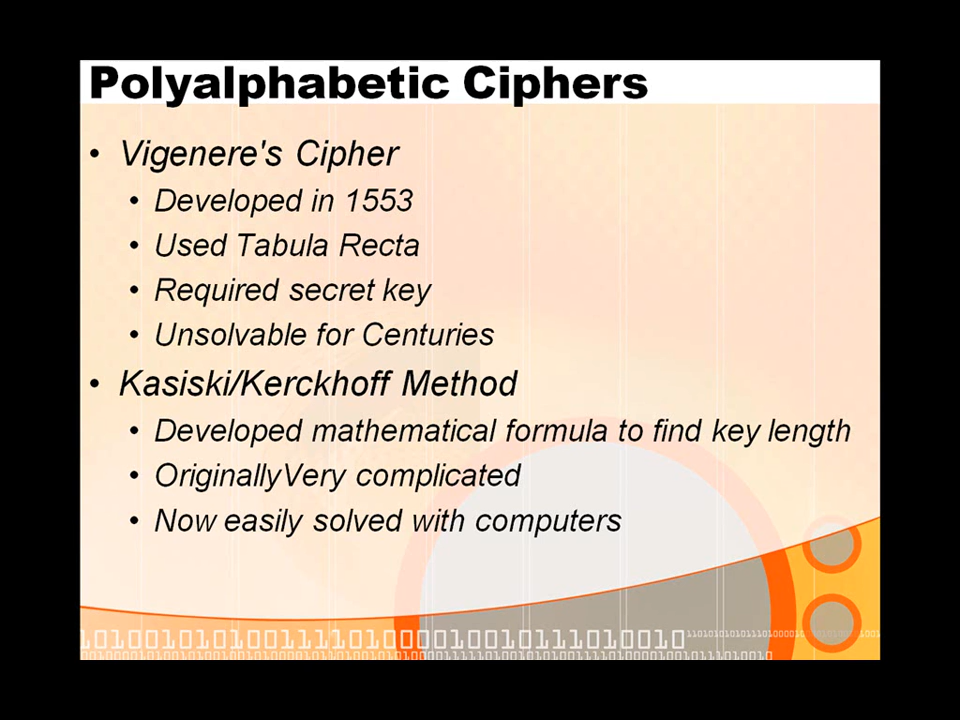 Polyalphabetic Ciphers
• Vigenere's Cipher
• Developed in 1553
• Used Tabula Recta
• Required secret key
• Unsolvable for Centuries
• Kasiski/Kerckhoff Method
• Developed mathematical formula to find key length
• OriginallyVery complicated
• Now easily solved with computers